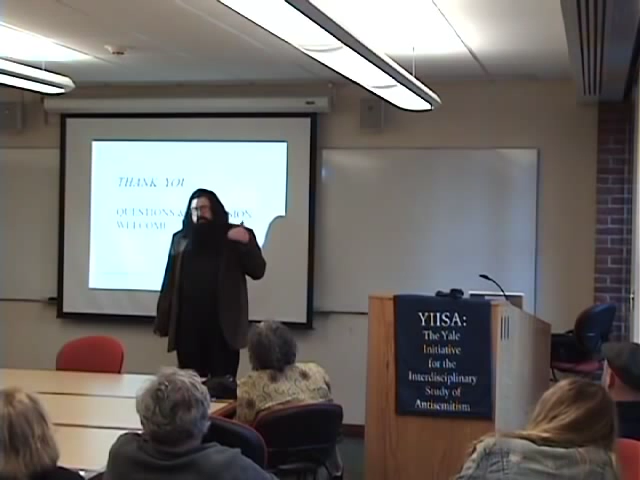 THANK YOU
QUESTIONS &
WELCOME
YIISA:
The Yale
Initiative
for the
Interdisciplinary
Study of
Antisemitism